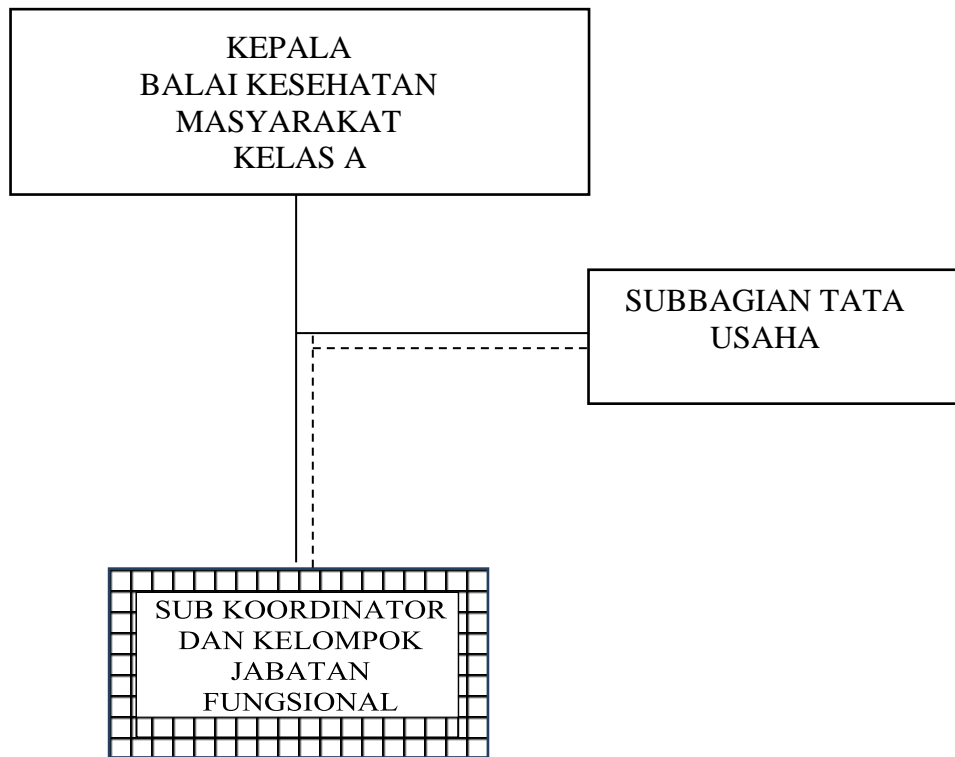 KEPALA
BALAI KESEHATAN
MASYARAKAT
KELAS A
SUBBAGIAN TATA
USAHA
SUB KOORDINATOR
DAN KELOMPOK
JABATAN
FUNGSIONAL